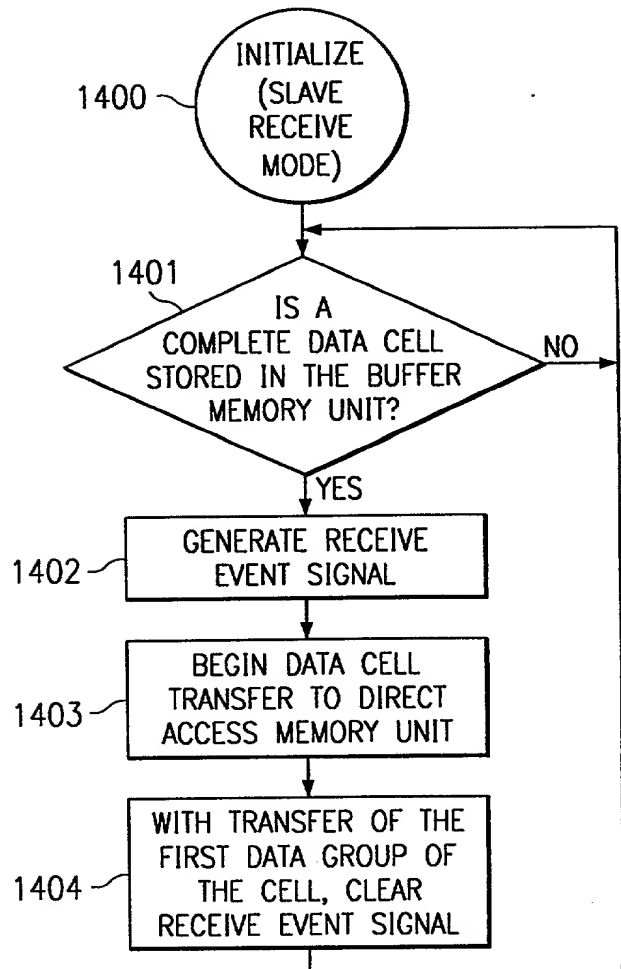 INITIALIZE
(SLAVE
RECEIVE
MODE)
1400
1401
IS A
COMPLETE DATA CELL
STORED IN THE BUFFER
MEMORY UNIT?
NO
YES
GENERATE RECEIVE
EVENT SIGNAL
1402
BEGIN DATA CELL
TRANSFER TO DIRECT
ACCESS MEMORY UNIT
1403
WITH TRANSFER OF THE
FIRST DATA GROUP OF
THE CELL, CLEAR
RECEIVE EVENT SIGNAL
1404